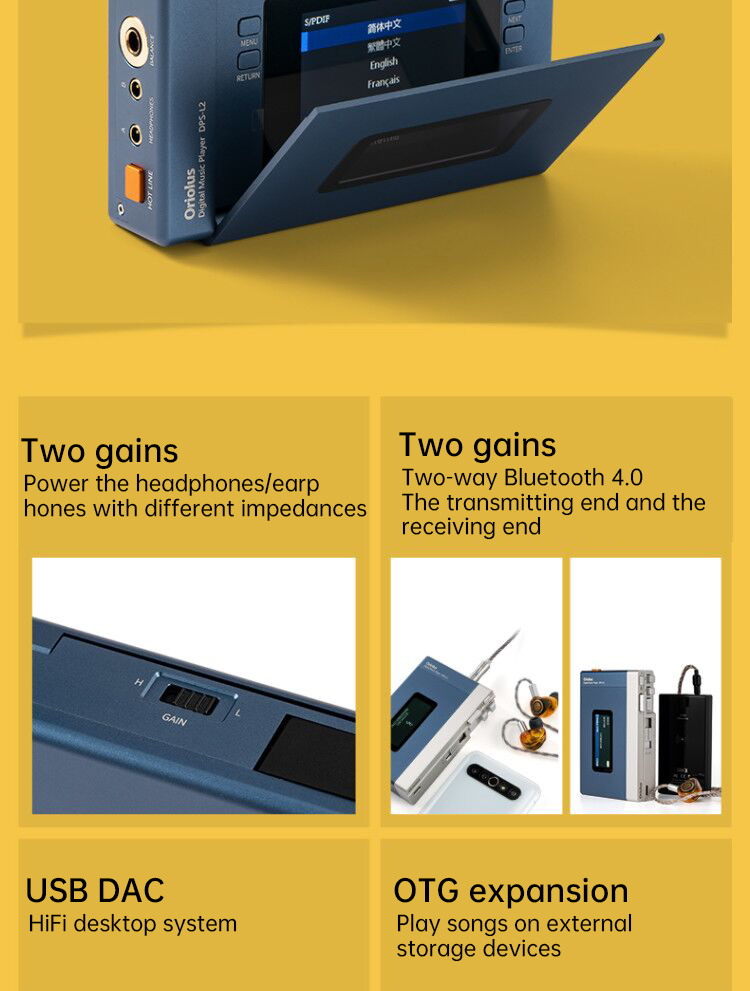 S/PDIF
简体中文
繁體中文
English
Français
MENU
RETURN
NEXT
ENTER
BALANCE
B
A
HEADPHONES
HOT LINE
Oriolus
Digital Music Player DPS-L2
Two gains
Power the headphones/earp
hones with different impedances
Two gains
Two-way Bluetooth 4.0
The transmitting end and the
receiving end
H
GAIN
L
Oriolus
USB DAC
HiFi desktop system
OTG expansion
Play songs on external
storage devices